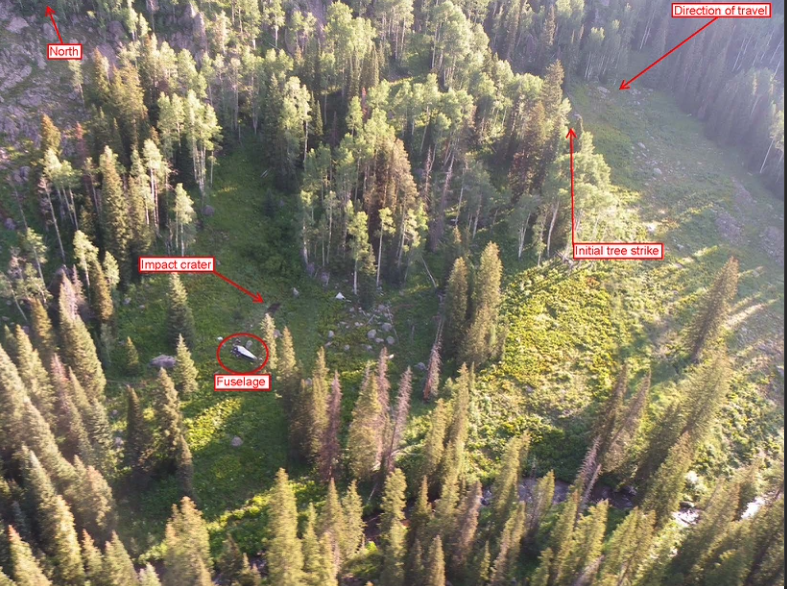 Direction of travel
North
Initial tree strike
Impact crater
Fuselage